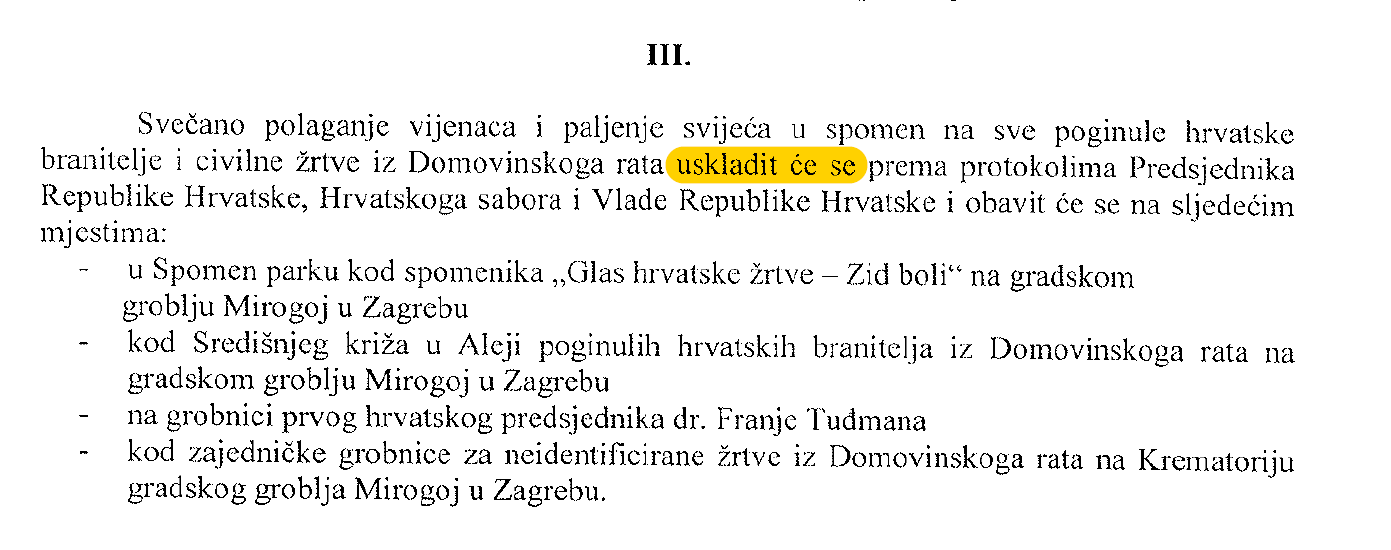 III.
Svečano polaganje vijenaca i paljenje svijeća u spomen na sve poginule hrvatske
branitelje i civilne žrtve iz Domovinskoga rata uskladit će se prema protokolima Predsjednika
Republike Hrvatske, Hrvatskoga sabora i Vlade Republike Hrvatske i obavit će se na sljedećim
mjestima:
- u Spomen parku kod spomenika „Glas hrvatske žrtve – Zid boli“ na gradskom
groblju Mirogoj u Zagrebu
- kod Središnjeg križa u Aleji poginulih hrvatskih branitelja iz Domovinskoga rata na
gradskom groblju Mirogoj u Zagrebu
- na grobnici prvog hrvatskog predsjednika dr. Franje Tuđmana
- kod zajedničke grobnice za neidentificirane žrtve iz Domovinskoga rata na Krematoriju
gradskog groblja Mirogoj u Zagrebu.